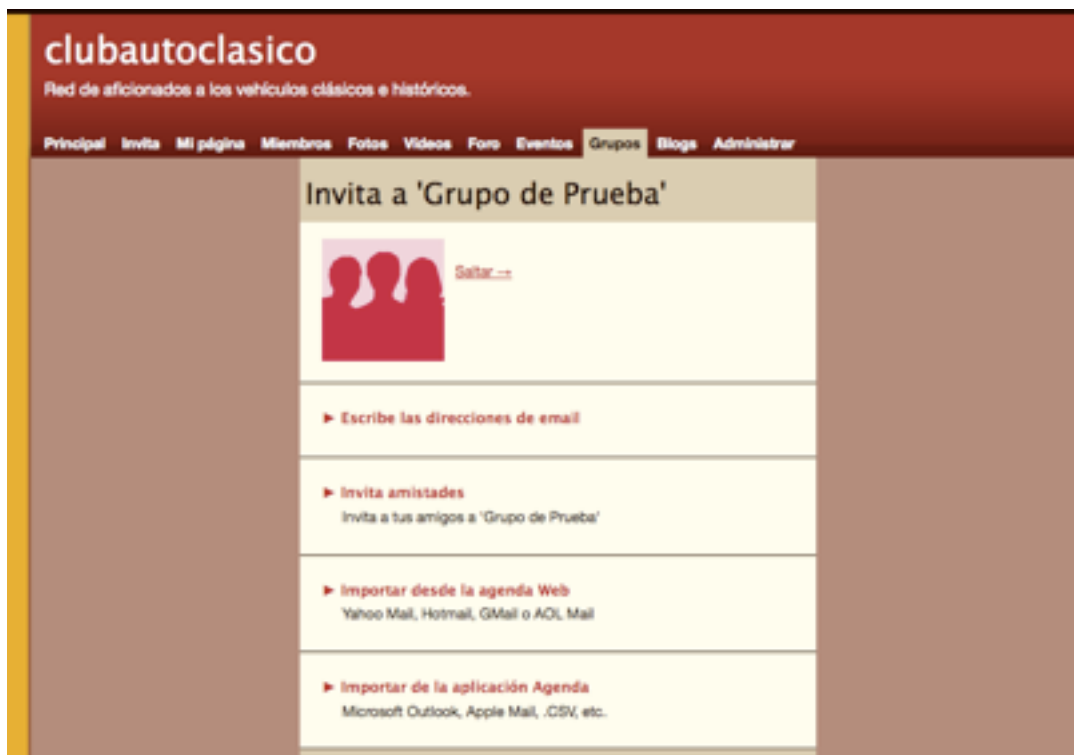 clubautoclasico
Red de aficionados a los vehículos clásicos e históricos.
Principal Invita Mi página Miembros Fotos Videos Foro Eventos Grupos Blogs Administrar
Invita a 'Grupo de Prueba'
Saltar →
► Escribe las direcciones de email
► Invita amistades
Invita a tus amigos a 'Grupo de Prueba'
► Importar desde la agenda Web
Yahoo Mail, Hotmail, GMail o AOL Mail
► Importar de la aplicación Agenda
Microsoft Outlook, Apple Mail, .CSV, etc.